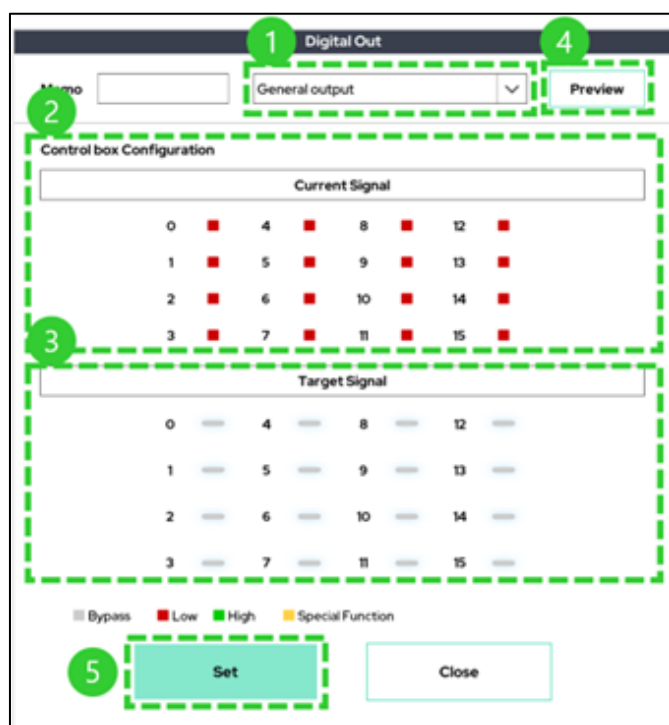 Digital Out
1
4
Memo
General output
Preview
2
Control box Configuration
Current Signal
0 4 8 12
1 5 9 13
2 6 10 14
3 7 11 15
3
Target Signal
0 4 8 12
1 5 9 13
2 6 10 14
3 7 11 15
Bypass Low High Special Function
5
Set
Close